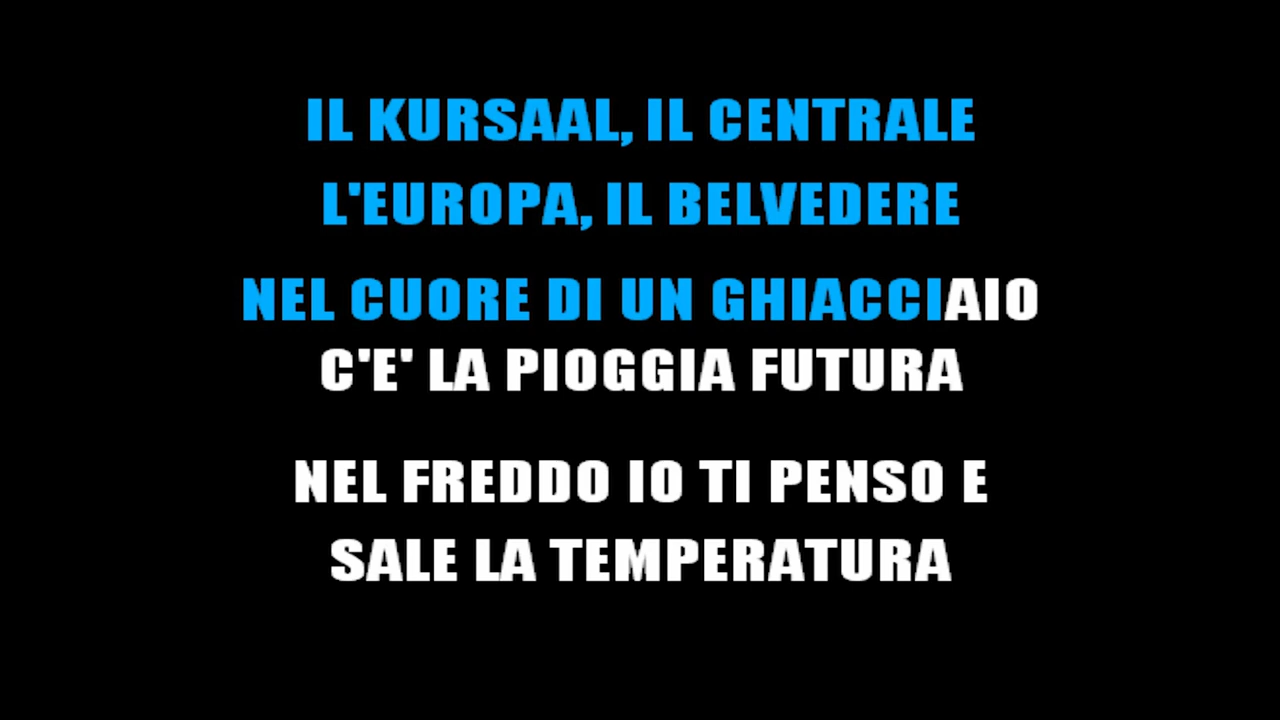 IL KURSAAL, IL CENTRALE
L'EUROPA, IL BELVEDERE
NEL CUORE DI UN GHIACCIAIO
C'E' LA PIOGGIA FUTURA
NEL FREDDO IO TI PENSO E
SALE LA TEMPERATURA